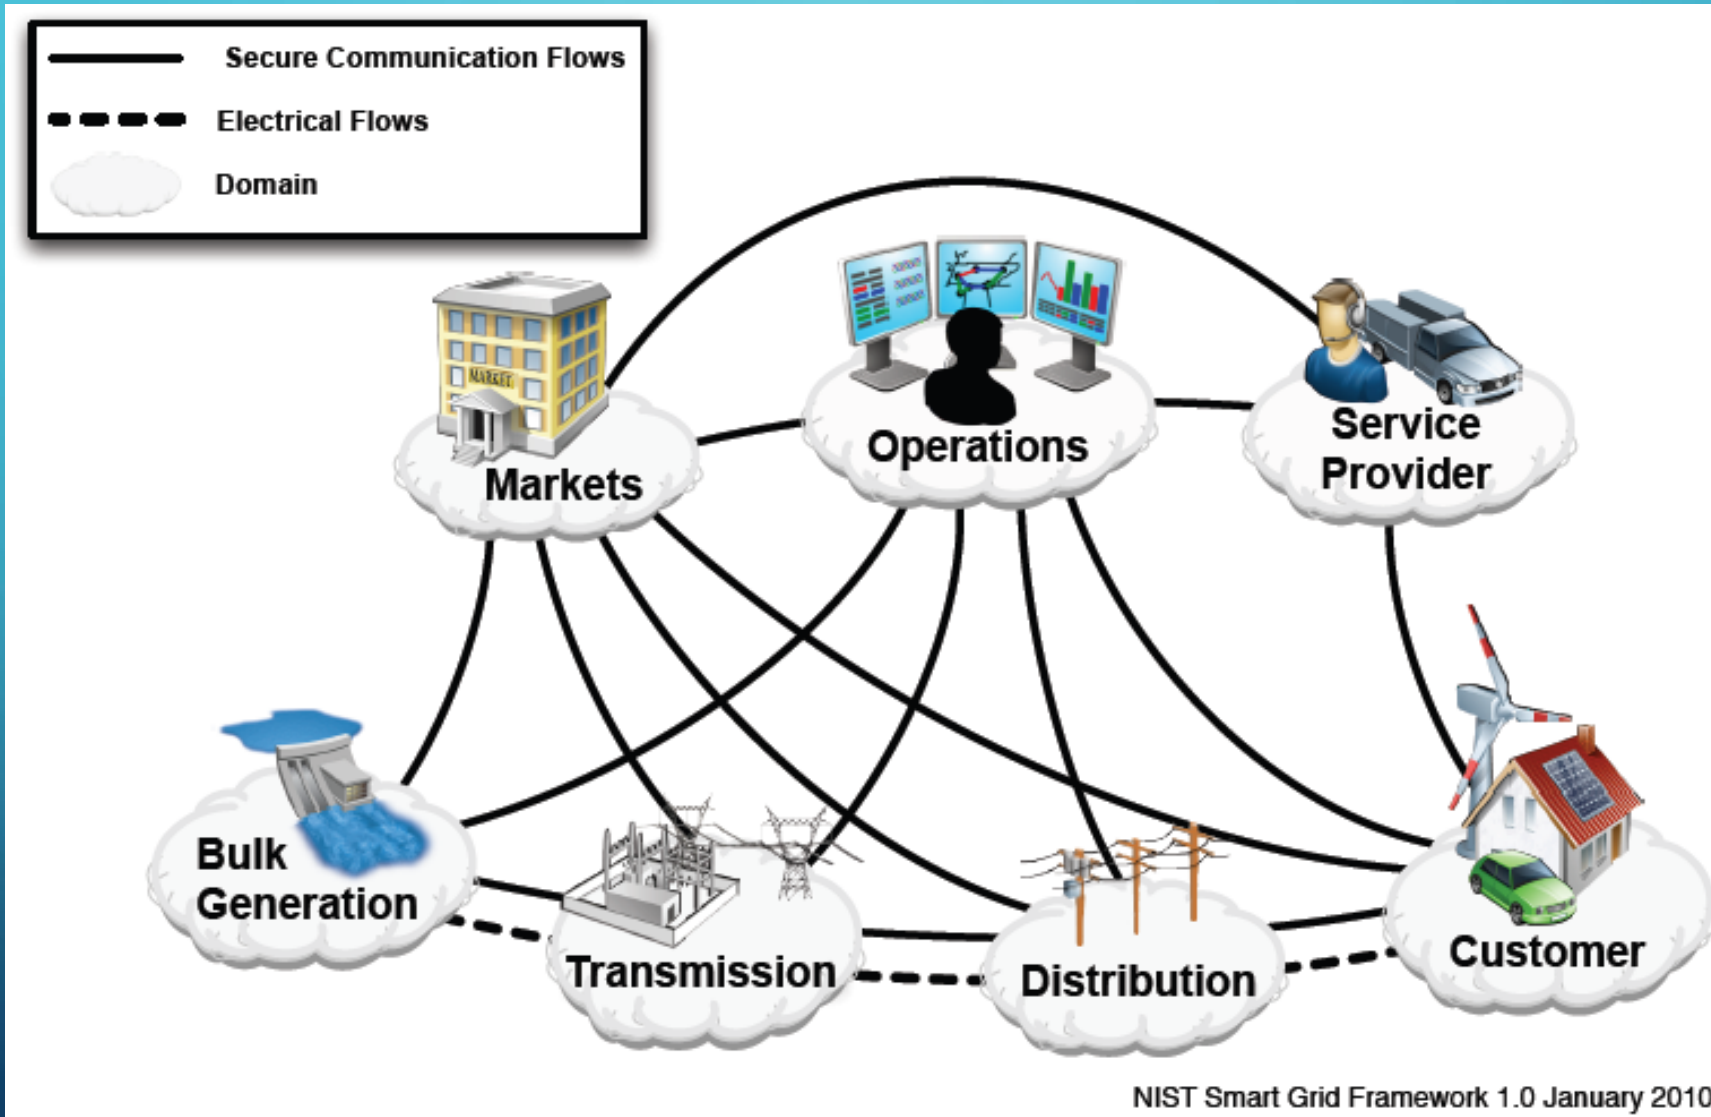 Secure Communication Flows
Electrical Flows
Domain
MARKET
Markets
Operations
Service
Provider
Bulk
Generation
Transmission
Distribution
Customer
NIST Smart Grid Framework 1.0 January 2010